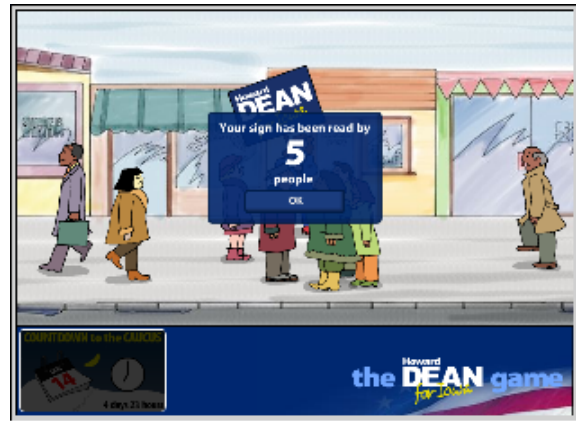 Howard
DEAN
Your sign has been read by
5
people
OK
COUNTDOWN to the CAUCUS
14
4 days 23 hours
Howard
the DEAN game
for Iowa